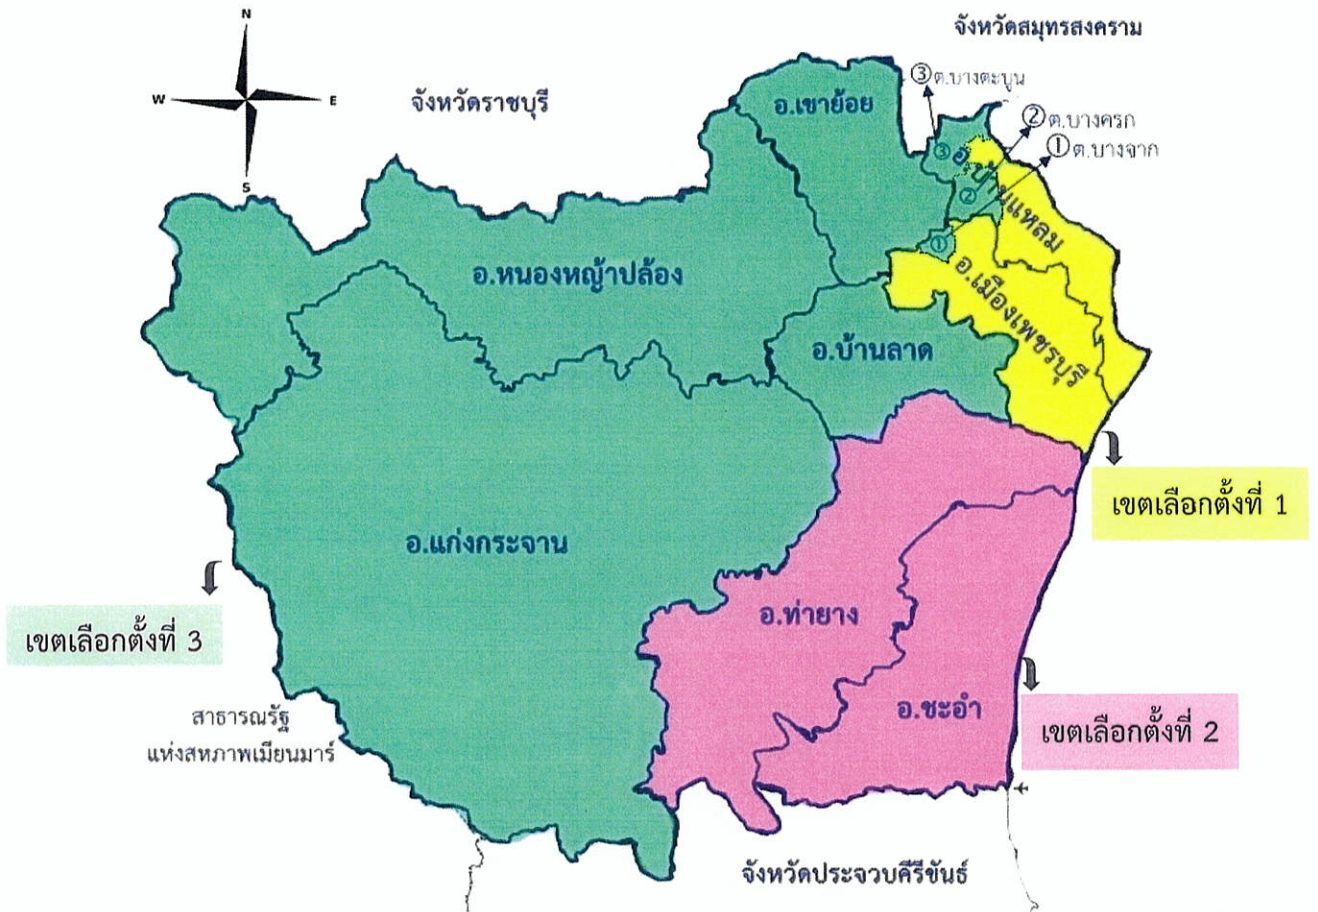 จังหวัดสมุทรสงคราม
N
W
E
S
จังหวัดราชบุรี
อ.เขาย้อย
③ต.บางตะบูน
②ต.บางครก
①ต.บางจาก
③
②
①
อ.บ้านแหลม
อ.หนองหญ้าปล้อง
อ.เมืองเพชรบุรี
อ.บ้านลาด
เขตเลือกตั้งที่ 1
อ.แก่งกระจาน
อ.ท่ายาง
เขตเลือกตั้งที่ 3
อ.ชะอำ
เขตเลือกตั้งที่ 2
สาธารณรัฐ
แห่งสหภาพเมียนมาร์
จังหวัดประจวบคีรีขันธ์